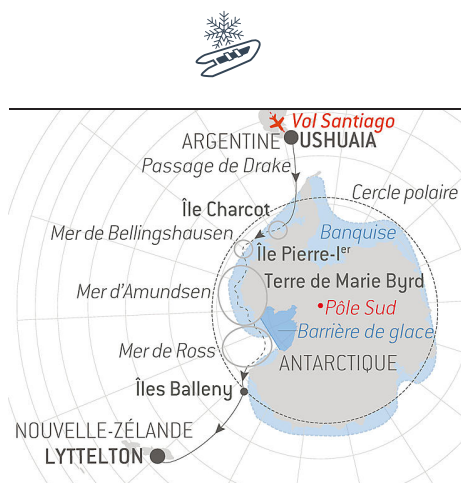 Vol Santiago
ARGENTINE USHUAIA
Passage de Drake
Cercle polaire
Île Charcot
Mer de Bellingshausen
Banquise
Île Pierre-Iᵉʳ
Terre de Marie Byrd
Mer d'Amundsen
Pôle Sud
Barrière de glace
Mer de Ross
ANTARCTIQUE
Îles Balleny
NOUVELLE-ZÉLANDE
LYTTELTON